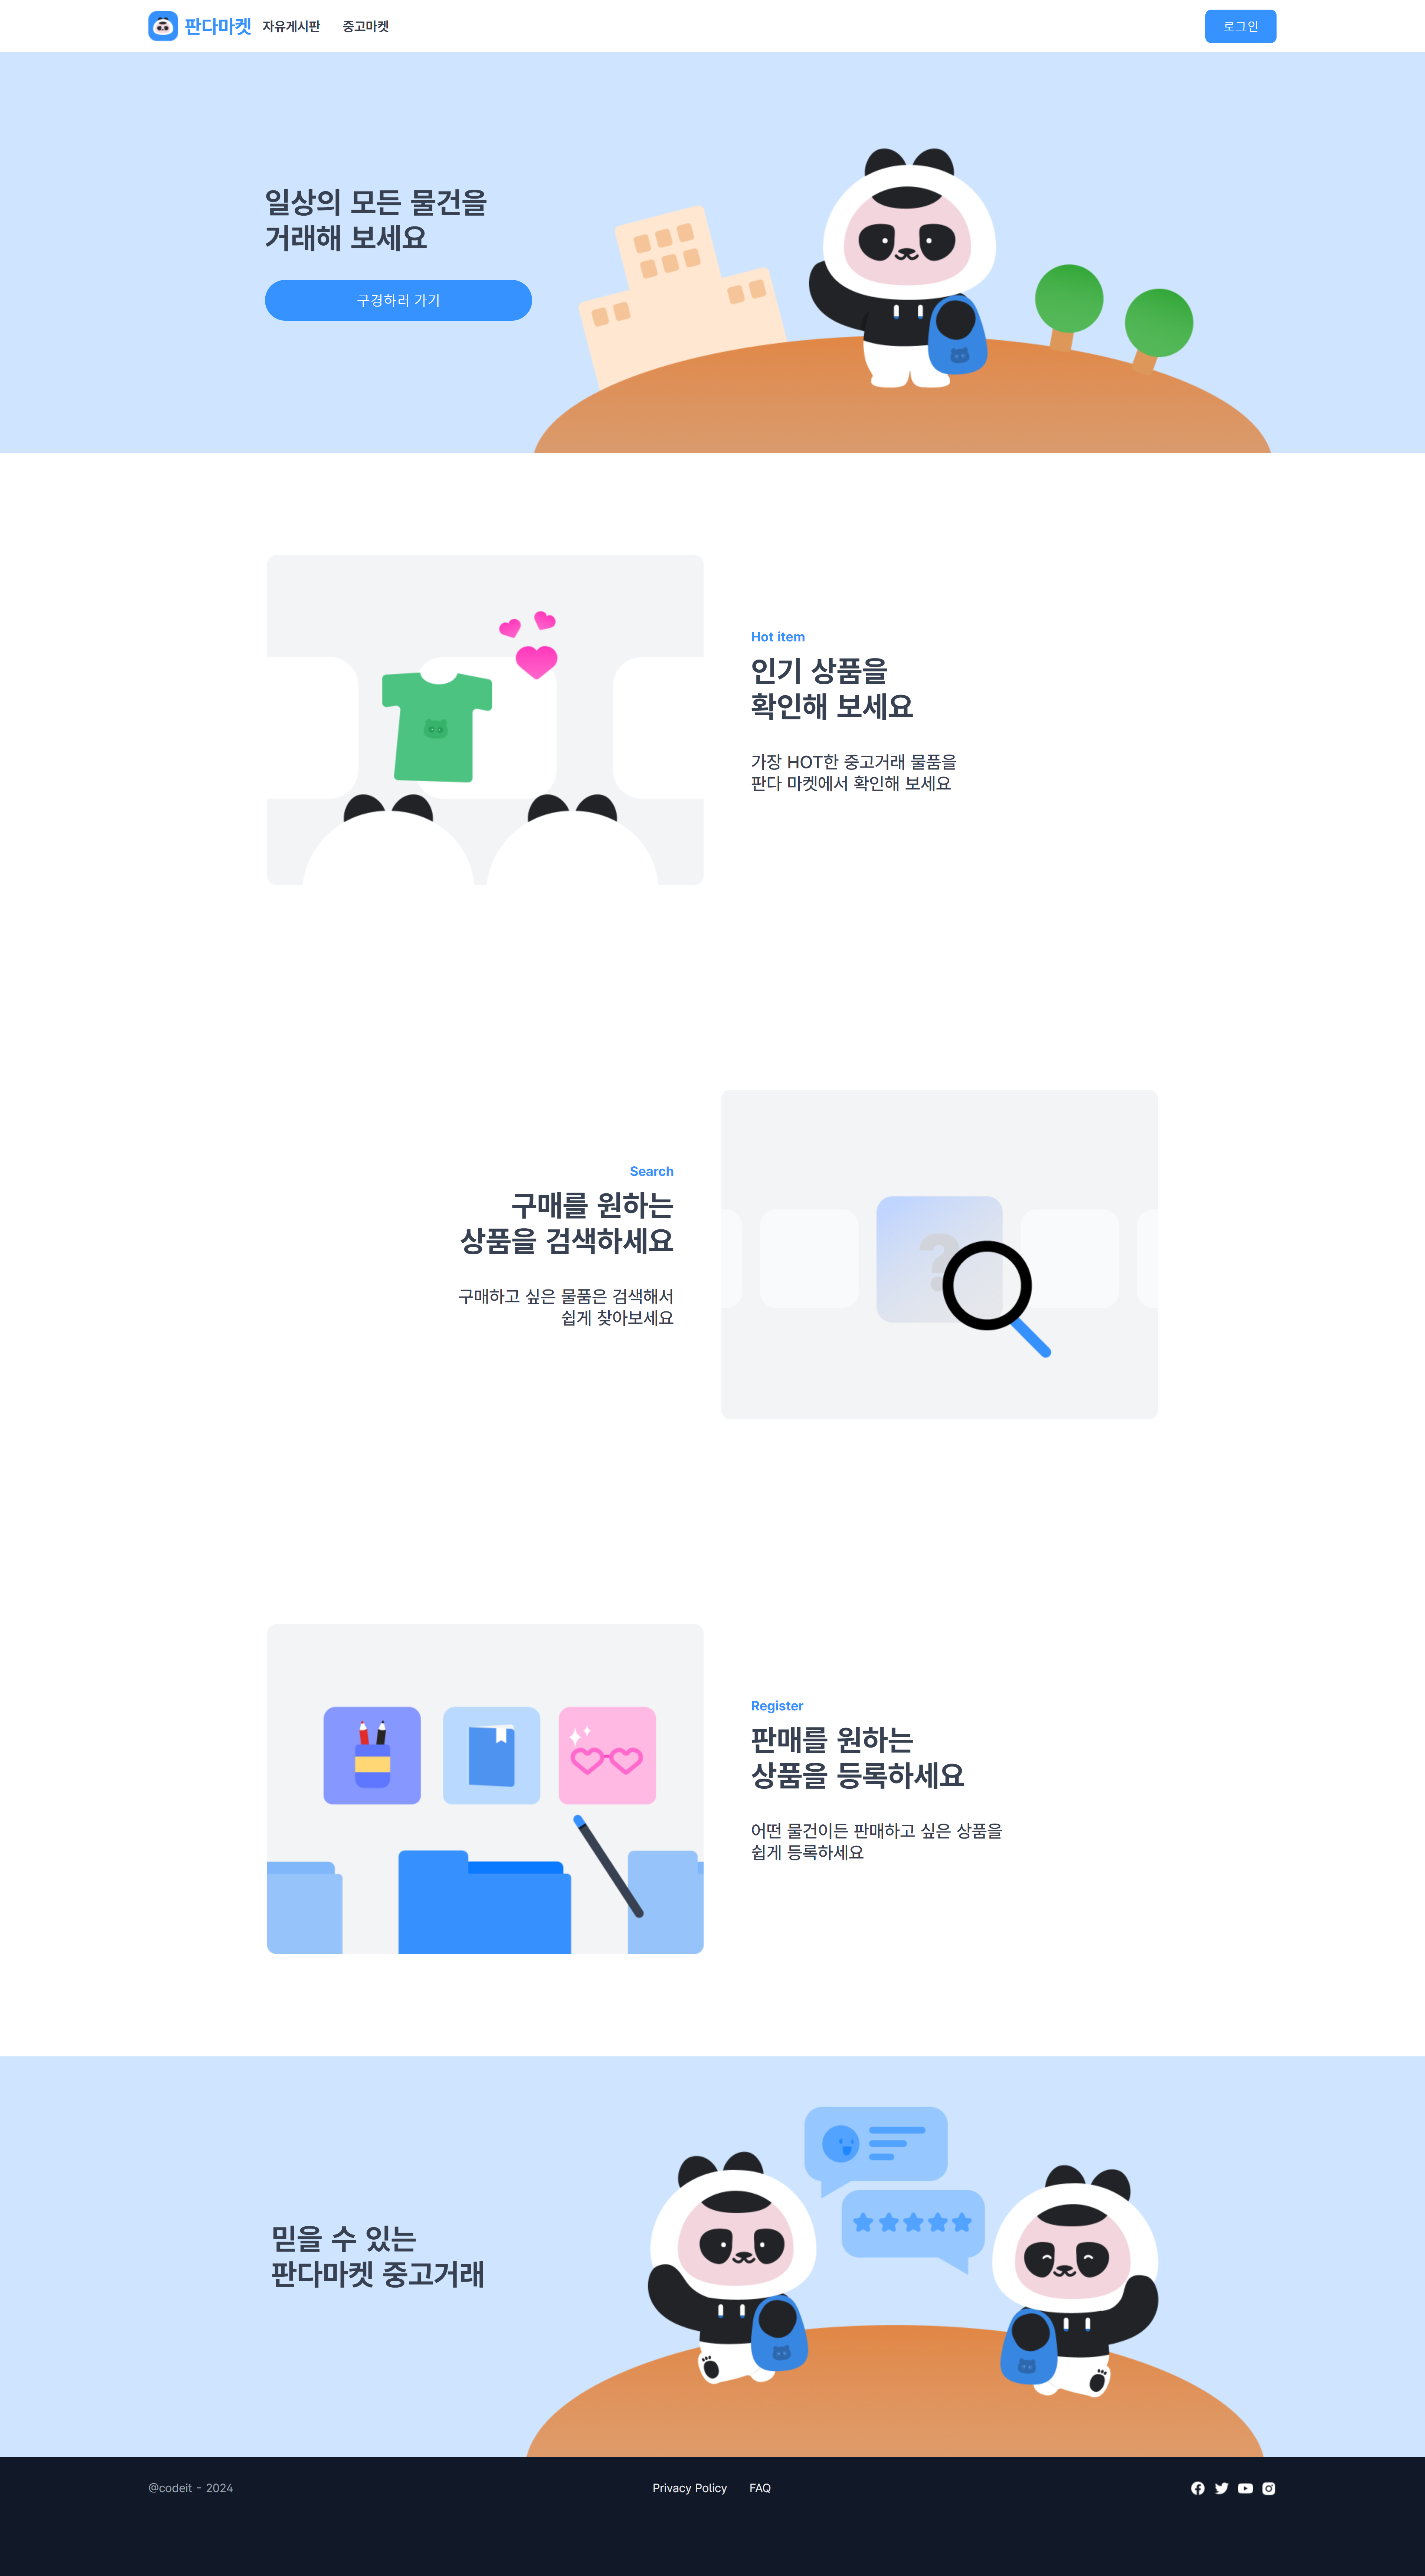 판다마켓 자유게시판 중고마켓 로그인
일상의 모든 물건을
거래해 보세요
구경하러 가기
Hot item
인기 상품을
확인해 보세요
가장 HOT한 중고거래 물품을
판다 마켓에서 확인해 보세요
Search
구매를 원하는
상품을 검색하세요
구매하고 싶은 물품은 검색해서
쉽게 찾아보세요
?
Register
판매를 원하는
상품을 등록하세요
어떤 물건이든 판매하고 싶은 상품을
쉽게 등록하세요
믿을 수 있는
판다마켓 중고거래
@codeit - 2024 Privacy Policy FAQ